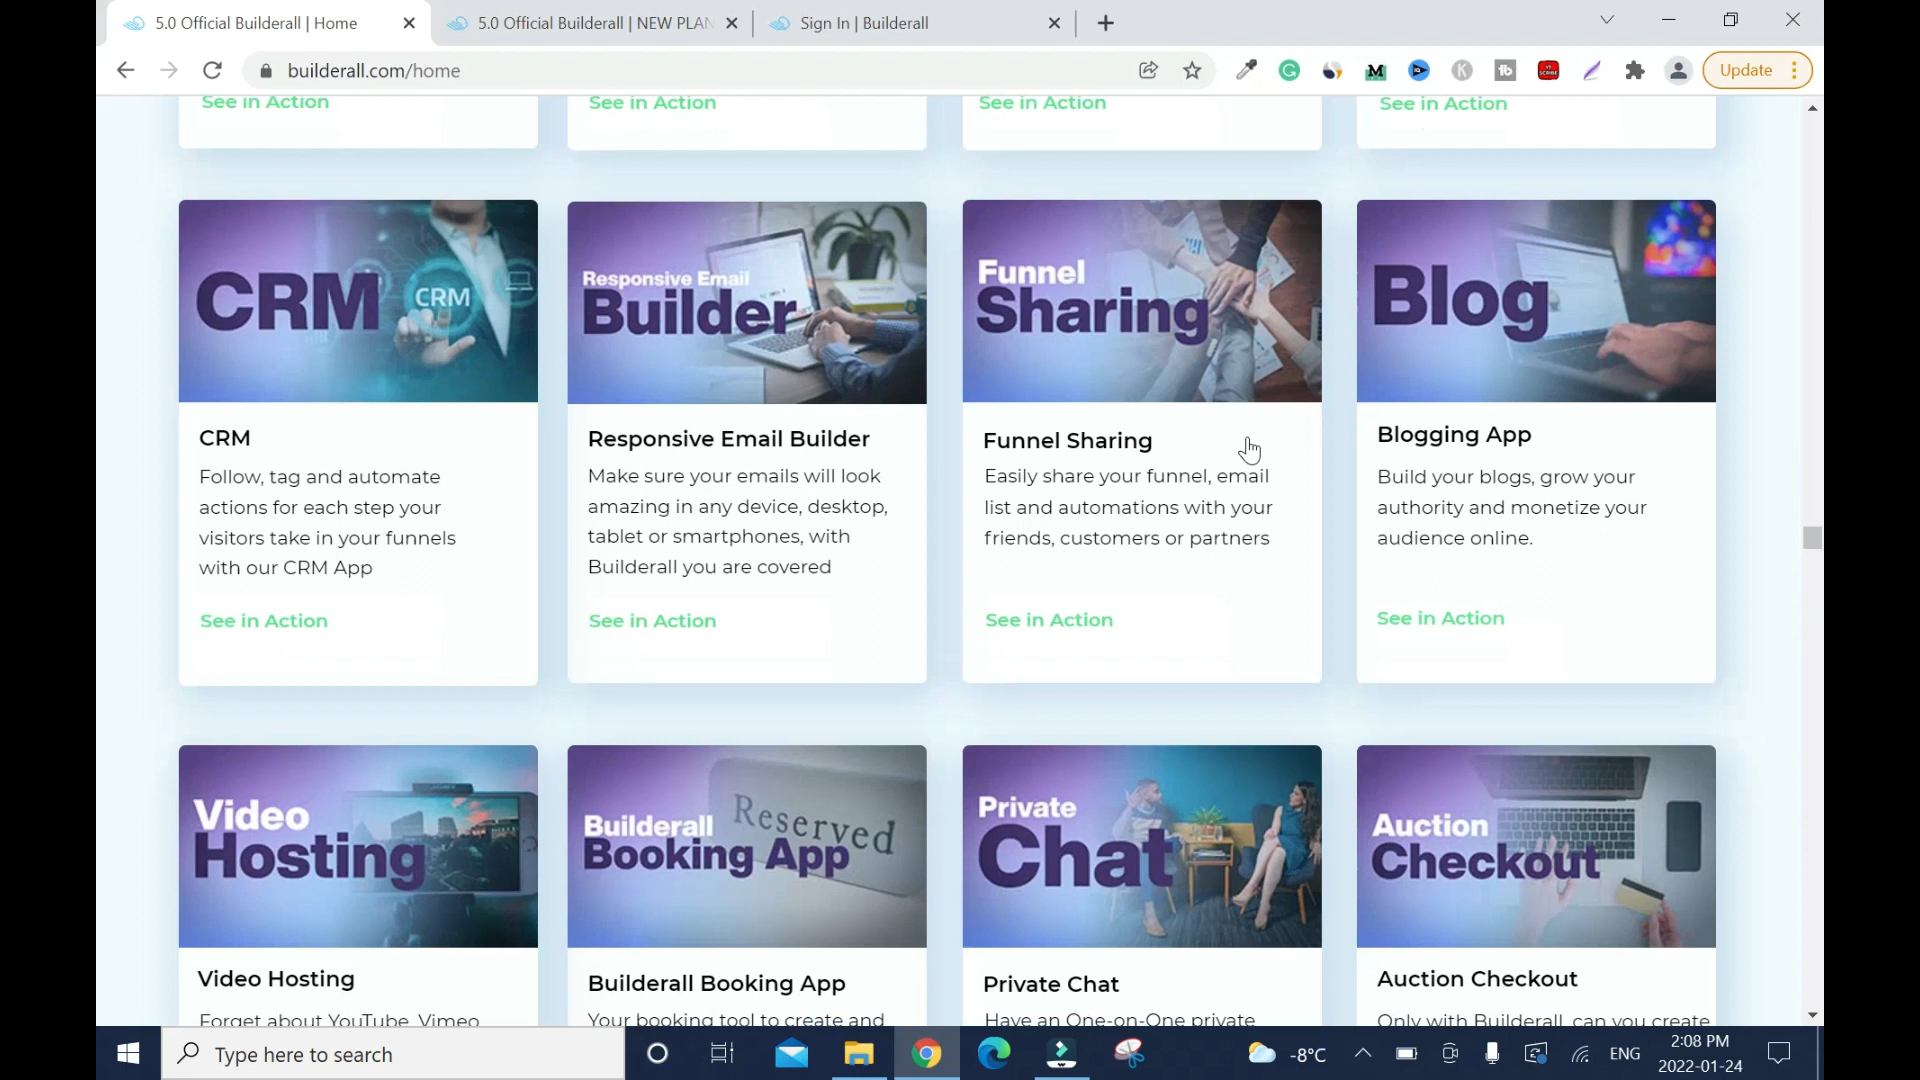 5.0 Official Builderall | Home
5.0 Official Builderall | NEW PLAN
Sign In | Builderall
builderall.com/home
Update
See in Action
See in Action
See in Action
See in Action
CRM
CRM
Responsive Email
Builder
Funnel
Sharing
Blog
CRM
Follow, tag and automate
actions for each step your
visitors take in your funnels
with our CRM App
See in Action
Responsive Email Builder
Make sure your emails will look
amazing in any device, desktop,
tablet or smartphones, with
Builderall you are covered
See in Action
Funnel Sharing
Easily share your funnel, email
list and automations with your
friends, customers or partners
See in Action
Blogging App
Build your blogs, grow your
authority and monetize your
audience online.
See in Action
Video
Hosting
Builderall
Booking App
Reserved
Private
Chat
Auction
Checkout
Video Hosting
Forget about YouTube, Vimeo
Builderall Booking App
Your booking tool to create and
Private Chat
Have an One-on-One private
Auction Checkout
Only with Builderall, can you create
Type here to search
-8°C
ENG
2:08 PM
2022-01-24